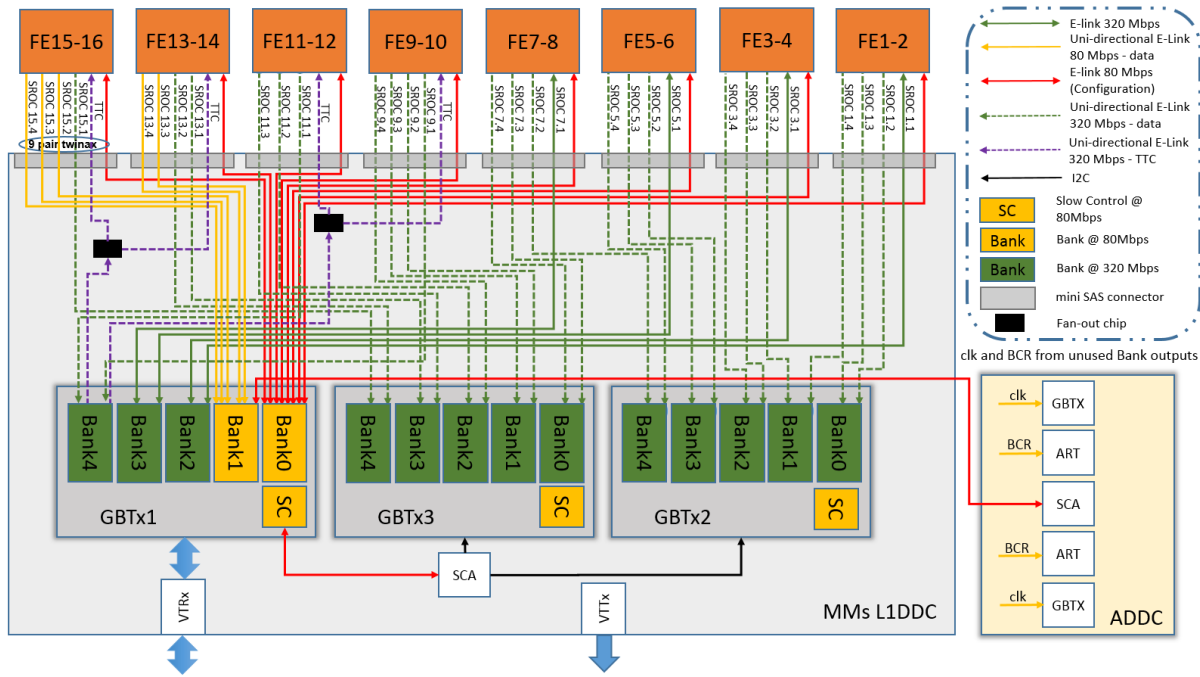 FE15-16
FE13-14
FE11-12
FE9-10
FE7-8
FE5-6
FE3-4
FE1-2
SROC 15.4
SROC 15.3
SROC 15.2
SROC 15.1
TTC
SROC 13.4
SROC 13.3
SROC 13.2
SROC 13.1
TTC
SROC 11.3
SROC 11.2
SROC 11.1
TTC
SROC 9.4
SROC 9.3
SROC 9.2
SROC 9.1
TTC
SROC 7.4
SROC 7.3
SROC 7.2
SROC 7.1
SROC 5.4
SROC 5.3
SROC 5.2
SROC 5.1
SROC 3.4
SROC 3.3
SROC 3.2
SROC 3.1
SROC 1.4
SROC 1.3
SROC 1.2
SROC 1.1
9 pair twinax
Bank4
Bank3
Bank2
Bank1
Bank0
SC
GBTx1
Bank4
Bank3
Bank2
Bank1
Bank0
SC
GBTx3
Bank4
Bank3
Bank2
Bank1
Bank0
SC
GBTx2
VTRx
SCA
VTTx
MMs L1DDC
E-link 320 Mbps
Uni-directional E-Link
80 Mbps - data
E-link 80 Mbps
(Configuration)
Uni-directional E-Link
320 Mbps - data
Uni-directional E-Link
320 Mbps - TTC
I2C
SC
Slow Control @
80Mbps
Bank
Bank @ 80Mbps
Bank
Bank @ 320 Mbps
mini SAS connector
Fan-out chip
clk and BCR from unused Bank outputs
clk
GBTX
BCR
ART
SCA
BCR
ART
clk
GBTX
ADDC